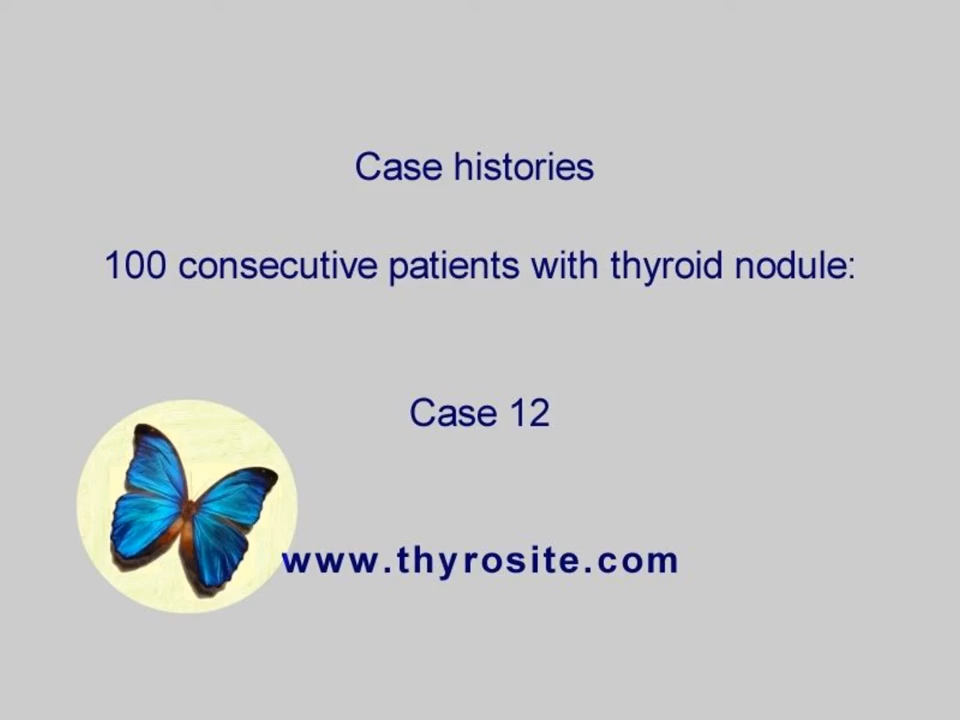 Case histories
100 consecutive patients with thyroid nodule:
Case 12
www.thyrosite.com